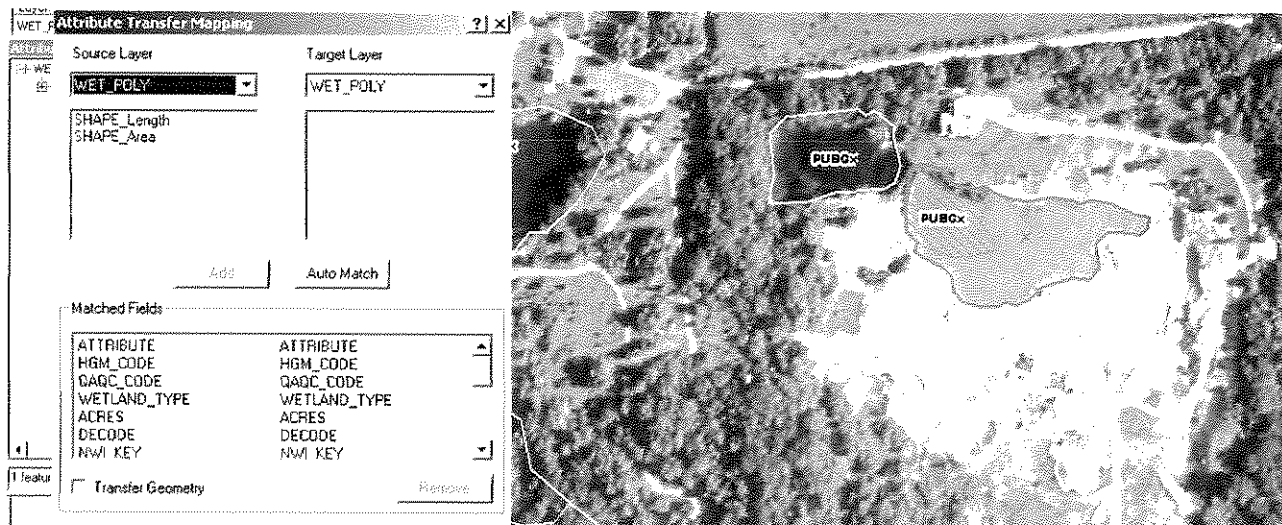 Attribute Transfer Mapping
Source Layer
Target Layer
WET_POLY
WET_POLY
SHAPE_Length
SHAPE_Area
Add
Auto Match
Matched Fields
ATTRIBUTE ATTRIBUTE
HGM_CODE HGM_CODE
QAQC_CODE QAQC_CODE
WETLAND_TYPE WETLAND_TYPE
ACRES ACRES
DECODE DECODE
NWI_KEY NWI_KEY
Transfer Geometry
Remove
PUBGx
PUBGx